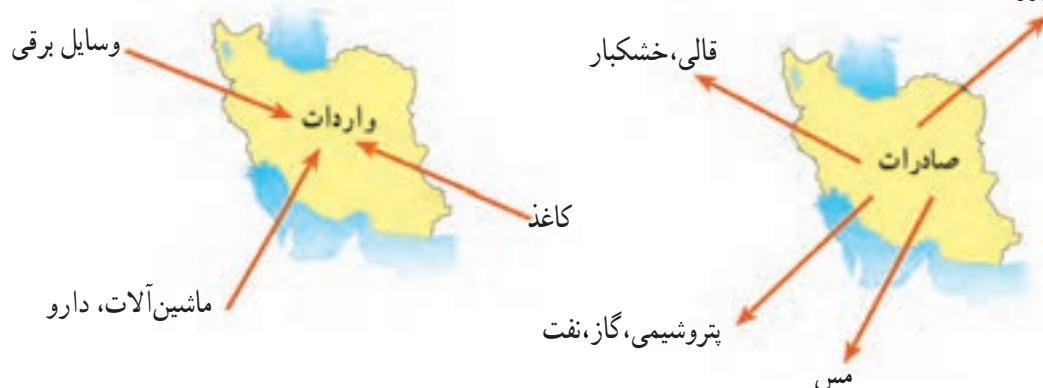 قالی،خشکبار
صادرات
پتروشیمی،گاز،نفت
مس
وسایل برقی
واردات
کاغذ
ماشین‌آلات، دارو